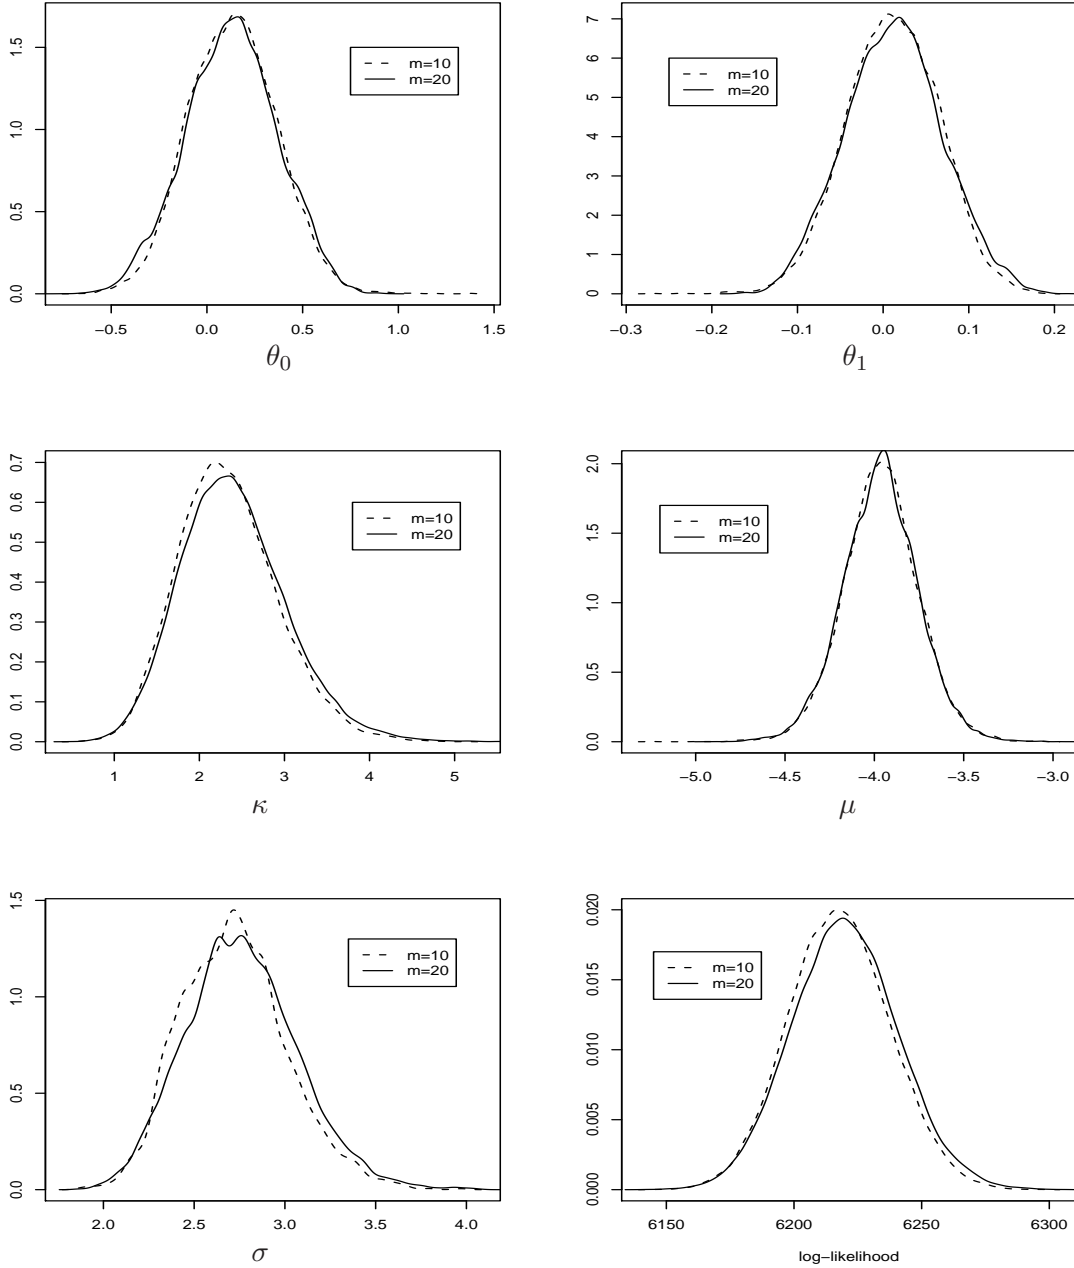 1.5
1.0
0.5
0.0
m=10
m=20
−0.5 0.0 0.5 1.0 1.5
θ0
7
6
5
4
3
2
1
0
m=10
m=20
−0.3 −0.2 −0.1 0.0 0.1 0.2
θ1
0.7
0.6
0.5
0.4
0.3
0.2
0.1
0.0
m=10
m=20
1 2 3 4 5
κ
2.0
1.5
1.0
0.5
0.0
m=10
m=20
−5.0 −4.5 −4.0 −3.5 −3.0
μ
1.5
1.0
0.5
0.0
m=10
m=20
2.0 2.5 3.0 3.5 4.0
σ
0.020
0.015
0.010
0.005
0.000
m=10
m=20
6150 6200 6250 6300
log−likelihood